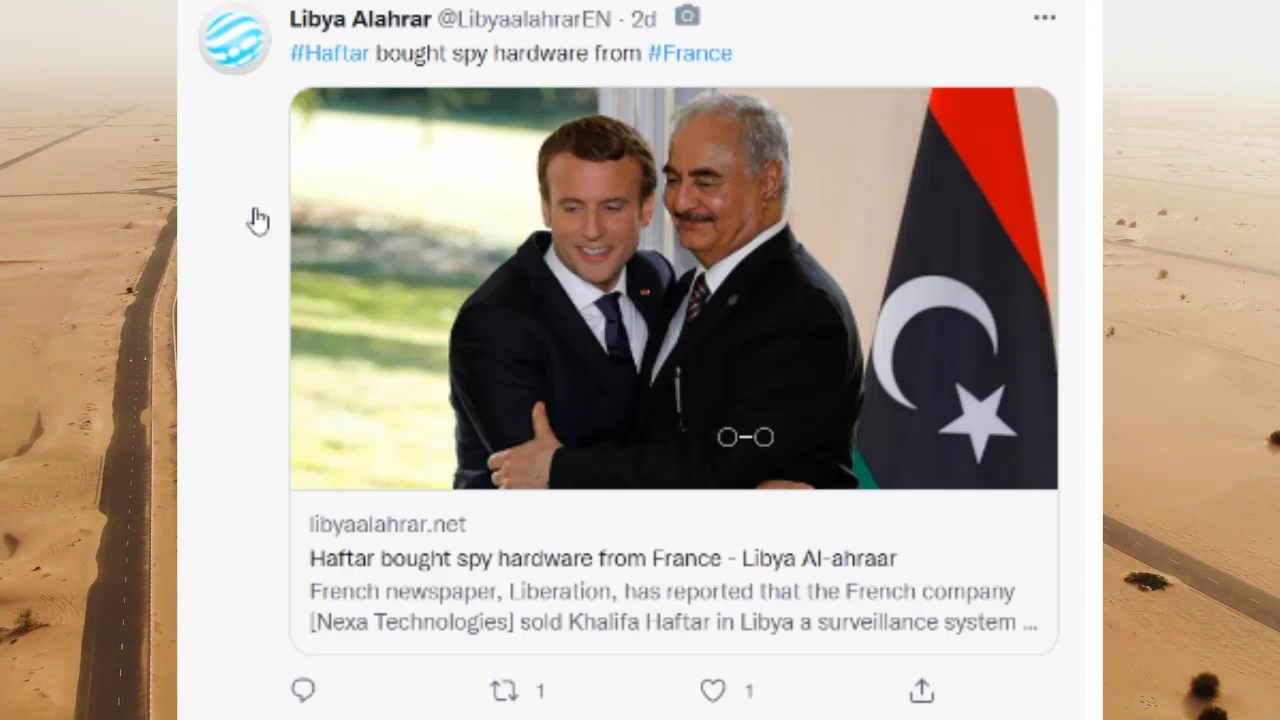 Libya Alahrar @LibyaalahrarEN · 2d
#Haftar bought spy hardware from #France
libyaalahrar.net
Haftar bought spy hardware from France - Libya Al-ahraar
French newspaper, Liberation, has reported that the French company
[Nexa Technologies] sold Khalifa Haftar in Libya a surveillance system ...
1
1